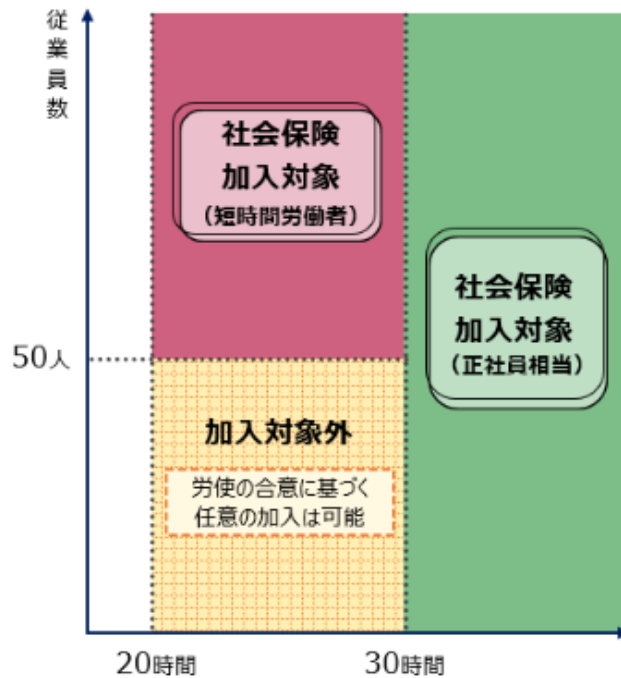 従業員数
社会保険
加入対象
（短時間労働者）
社会保険
加入対象
（正社員相当）
50人
加入対象外
労使の合意に基づく
任意の加入は可能
20時間
30時間